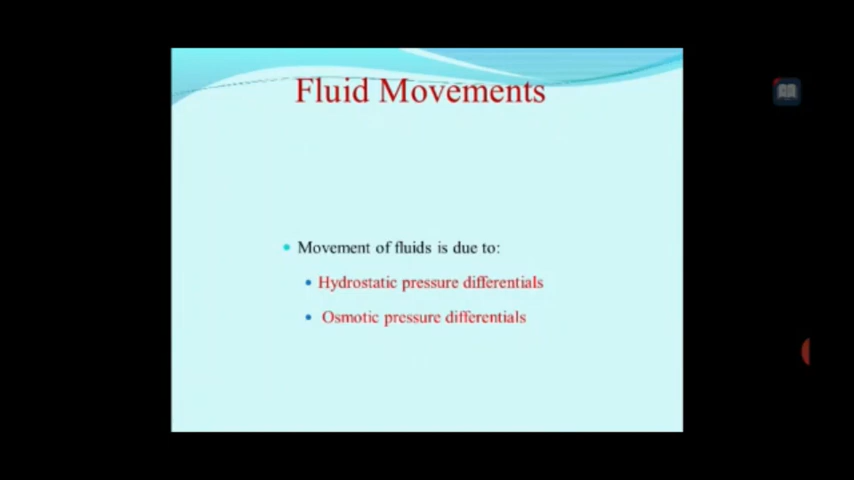 Fluid Movements
Movement of fluids is due to:
Hydrostatic pressure differentials
Osmotic pressure differentials